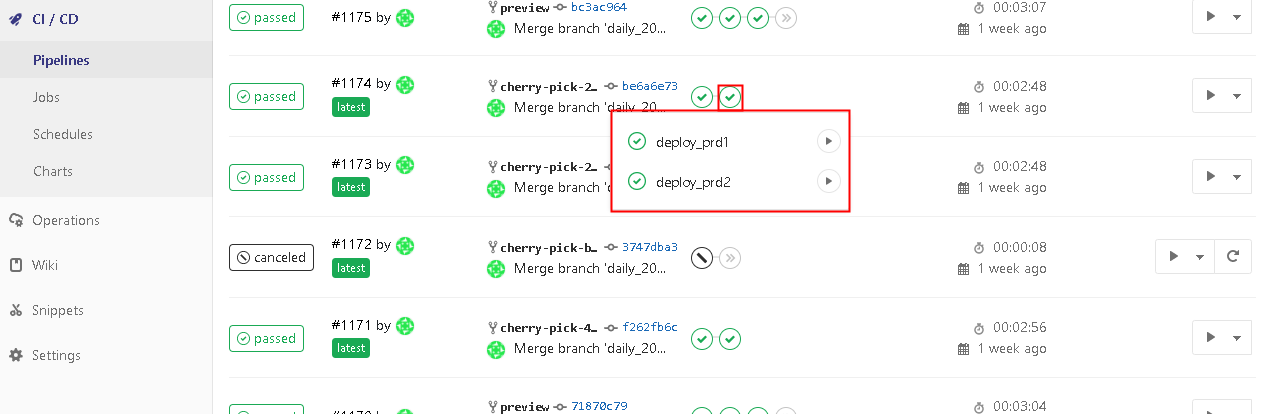 CI / CD
Pipelines
Jobs
Schedules
Charts
Operations
Wiki
Snippets
Settings
passed
#1175 by
preview
bc3ac964
Merge branch 'daily_20...
00:03:07
1 week ago
passed
#1174 by
latest
cherry-pick-2…
be6a6e73
Merge branch 'daily_20...
00:02:48
1 week ago
deploy_prd1
deploy_prd2
passed
#1173 by
latest
cherry-pick-2…
Merge branch 'd
00:02:48
1 week ago
canceled
#1172 by
latest
cherry-pick-b…
3747dba3
Merge branch 'daily_20...
00:00:08
1 week ago
passed
#1171 by
latest
cherry-pick-4…
f262fb6c
Merge branch 'daily_20...
00:02:56
1 week ago
preview
71870c79
00:03:04